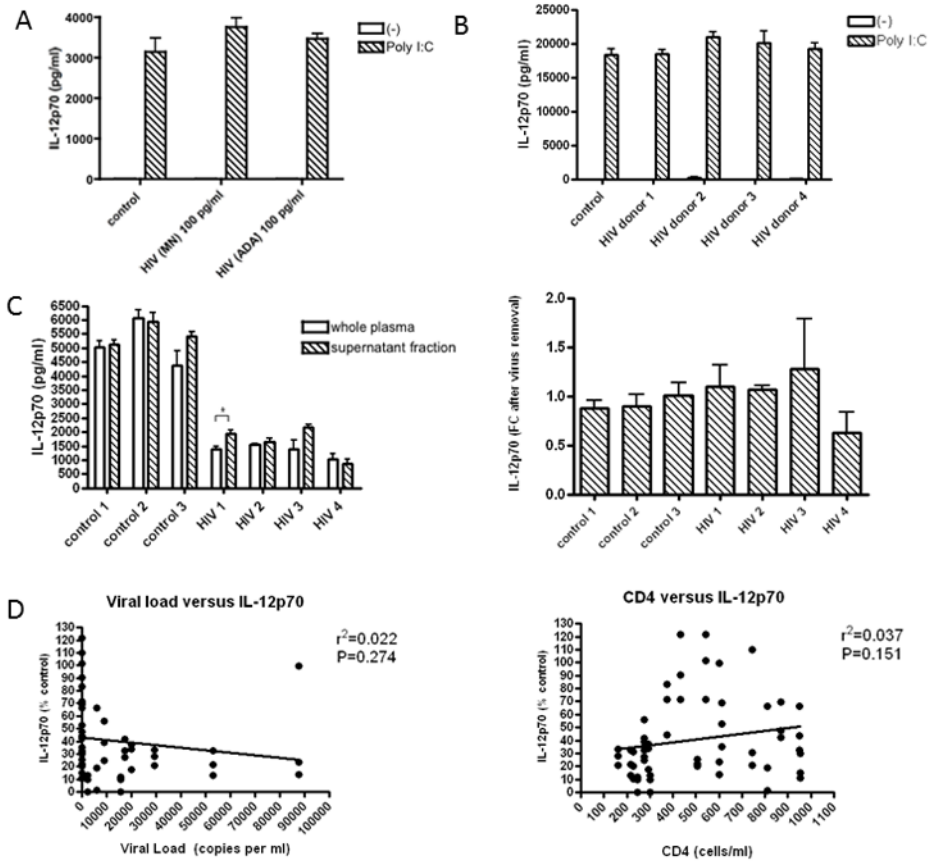 A
IL-12p70 (pg/ml)
4000
3000
2000
1000
0
(-)
Poly I:C
control
HIV (MN) 100 pg/ml
HIV (ADA) 100 pg/ml
B
IL-12p70 (pg/ml)
25000
20000
15000
10000
5000
0
(-)
Poly I:C
control
HIV donor 1
HIV donor 2
HIV donor 3
HIV donor 4
C
IL-12p70 (pg/ml)
6500
6000
5500
5000
4500
4000
3500
3000
2500
2000
1500
1000
500
0
*
whole plasma
supernatant fraction
control 1
control 2
control 3
HIV 1
HIV 2
HIV 3
HIV 4
IL-12p70 (FC after virus removal)
2.0
1.5
1.0
0.5
0.0
control 1
control 2
control 3
HIV 1
HIV 2
HIV 3
HIV 4
D
Viral load versus IL-12p70
r²=0.022
P=0.274
IL-12p70 (% control)
130
120
110
100
90
80
70
60
50
40
30
20
10
0
0
10000
20000
30000
40000
50000
60000
70000
80000
90000
100000
Viral Load (copies per ml)
CD4 versus IL-12p70
r²=0.037
P=0.151
IL-12p70 (% control)
130
120
110
100
90
80
70
60
50
40
30
20
10
0
0
100
200
300
400
500
600
700
800
900
1000
1100
CD4 (cells/ml)